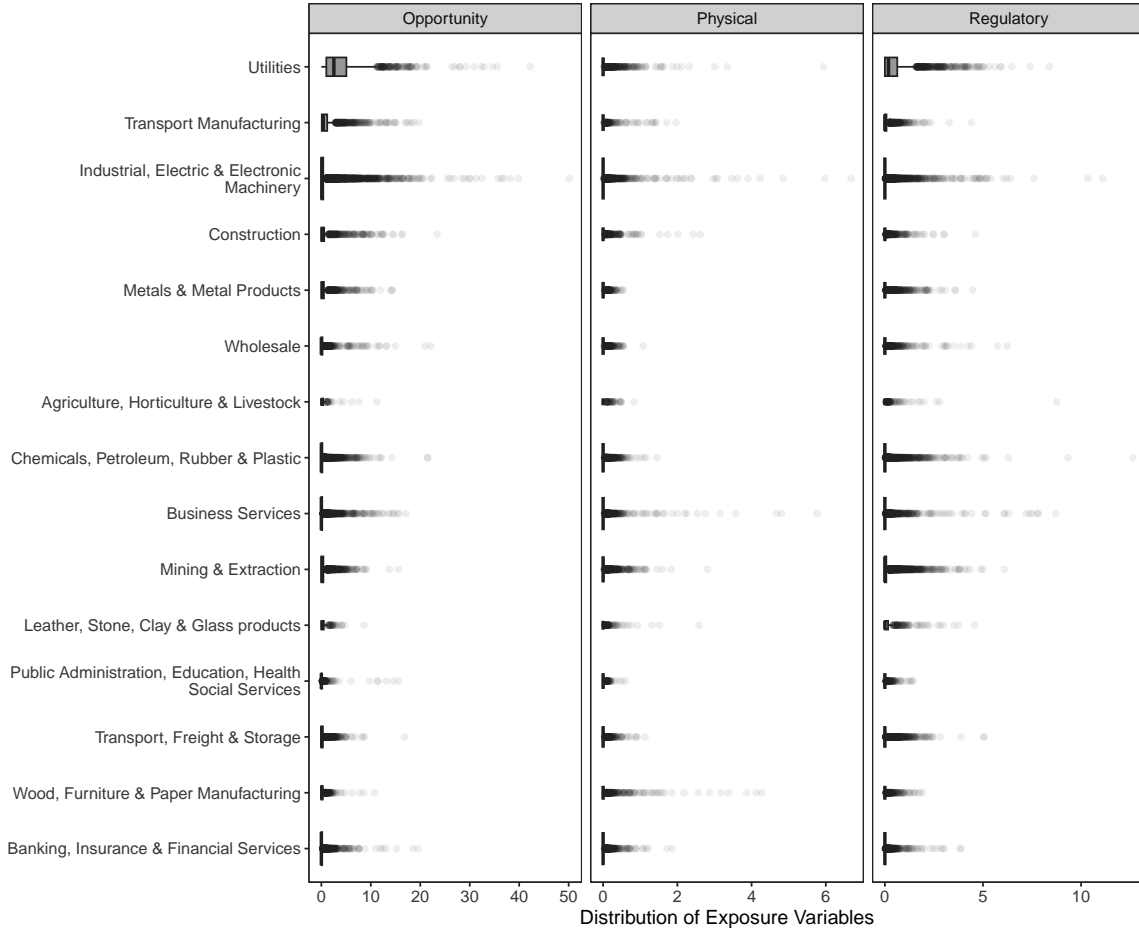 Opportunity Physical Regulatory
Utilities
Transport Manufacturing
Industrial, Electric & Electronic
Machinery
Construction
Metals & Metal Products
Wholesale
Agriculture, Horticulture & Livestock
Chemicals, Petroleum, Rubber & Plastic
Business Services
Mining & Extraction
Leather, Stone, Clay & Glass products
Public Administration, Education, Health
Social Services
Transport, Freight & Storage
Wood, Furniture & Paper Manufacturing
Banking, Insurance & Financial Services
0 10 20 30 40 50 0 2 4 6 0 5 10
Distribution of Exposure Variables